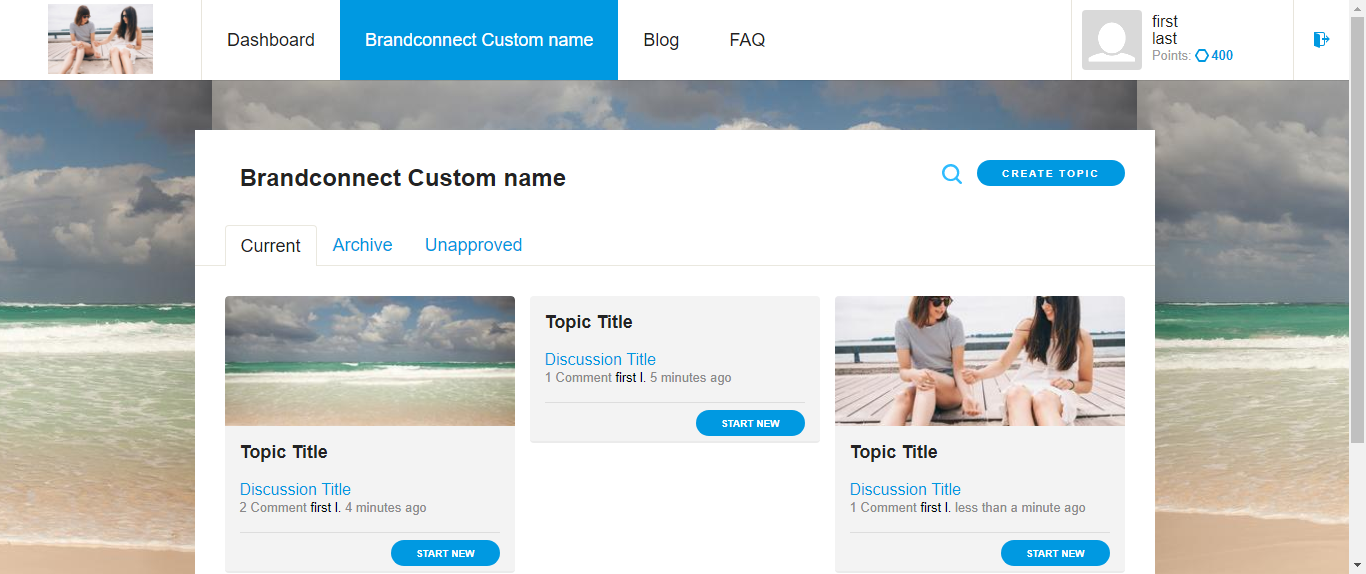 Dashboard
Brandconnect Custom name
Blog
FAQ
first
last
Points: 400
Brandconnect Custom name
CREATE TOPIC
Current
Archive
Unapproved
Topic Title
Discussion Title
2 Comment first l. 4 minutes ago
START NEW
Topic Title
Discussion Title
1 Comment first l. 5 minutes ago
START NEW
Topic Title
Discussion Title
1 Comment first l. less than a minute ago
START NEW